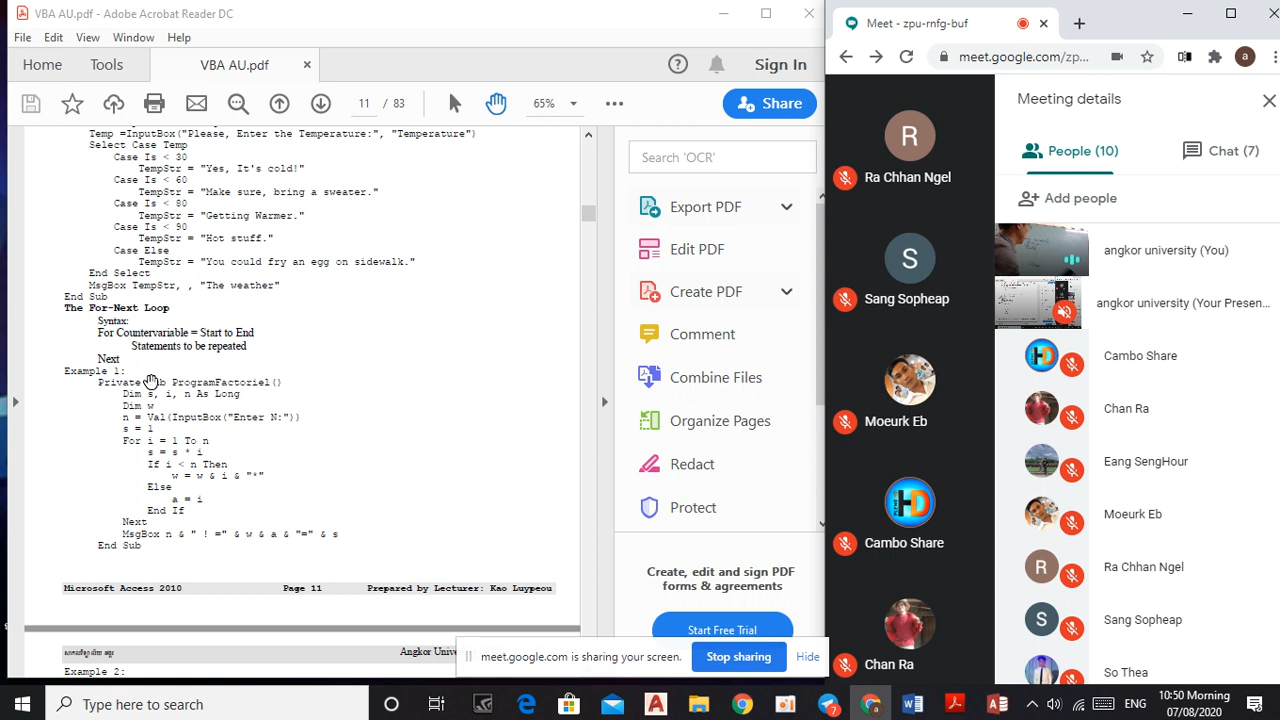 VBA AU.pdf - Adobe Acrobat Reader DC
File Edit View Window Help
Home Tools VBA AU.pdf × Sign In
11 / 83 65% Share
Temp =InputBox("Please, Enter the Temperature:", "Temperature")
Select Case Temp
Case Is < 30
TempStr = "Yes, It's cold!"
Case Is < 60
TempStr = "Make sure, bring a sweater."
Case Is < 80
TempStr = "Getting Warmer."
Case Is < 90
TempStr = "Hot stuff."
Case Else
TempStr = "You could fry an egg on sidewalk."
End Select
MsgBox TempStr, , "The weather"
End Sub
The For-Next Loop
Syntax:
For Countervariable = Start to End
Statements to be repeated
Next
Example 1:
Private ProgramFactoriel()
Dim s, i, n As Long
Dim w
n = Val(InputBox("Enter N:"))
s = 1
For i = 1 To n
s = s * i
If i < n Then
w = w & i & "*"
Else
a = i
End If
Next
MsgBox n & " ! =" & w & a & "=" & s
End Sub
Microsoft Access 2010 Page 11 Prepared by Lecturer: Kao Luypeou
Angkor Unive
Example 2:
Search 'OCR'
Export PDF
Edit PDF
Create PDF
Comment
Combine Files
Organize Pages
Redact
Protect
Create, edit and sign PDF
forms & agreements
Start Free Trial
meet.google.com is sharing your screen. Stop sharing Hide
Meet - zpu-rnfg-buf
meet.google.com/zp... a
R
Ra Chhan Ngel
S
Sang Sopheap
Moeurk Eb
HD
Cambo Share
Chan Ra
Meeting details
People (10) Chat (7)
Add people
angkor university (You)
angkor university (Your Presen...
HD Cambo Share
Chan Ra
Eang SengHour
Moeurk Eb
R Ra Chhan Ngel
S Sang Sopheap
So Thea
Type here to search
7 a ENG 10:50 Morning
07/08/2020